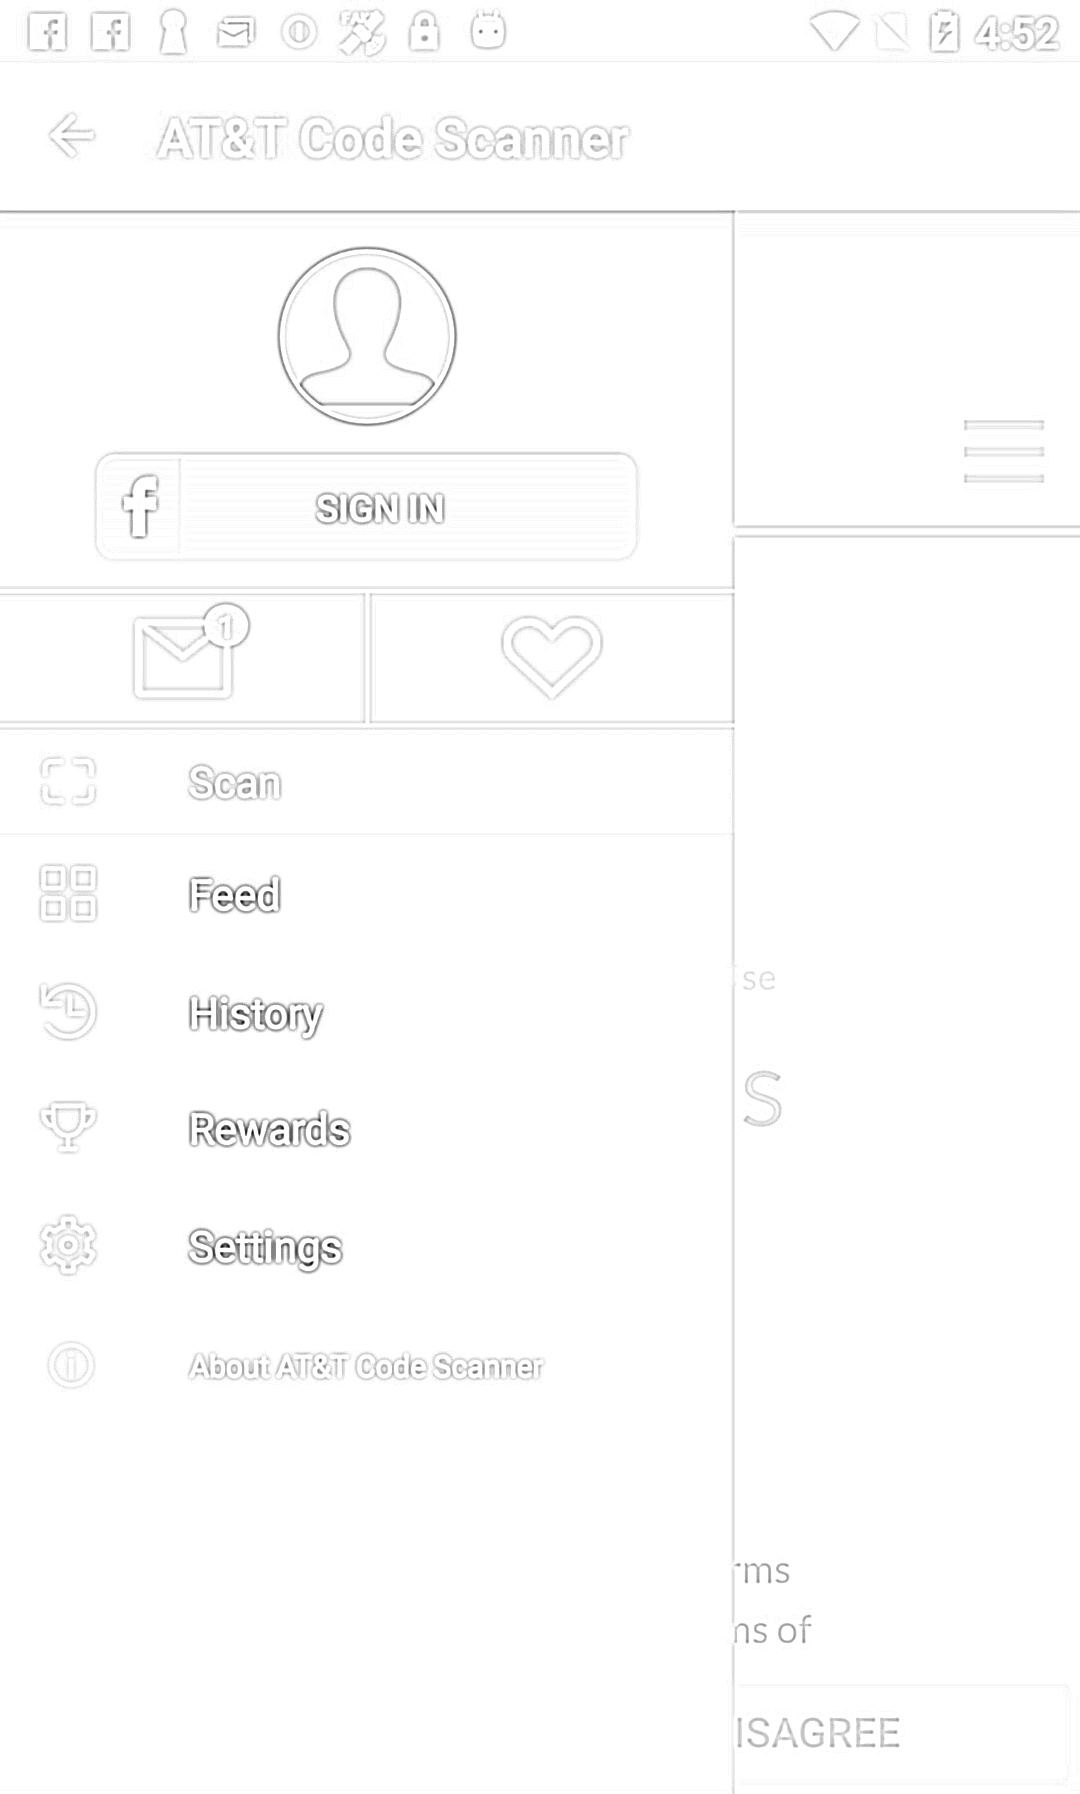 4:52
AT&T Code Scanner
SIGN IN
1
Scan
Feed
se
History
S
Rewards
Settings
About AT&T Code Scanner
rms
ms of
ISAGREE